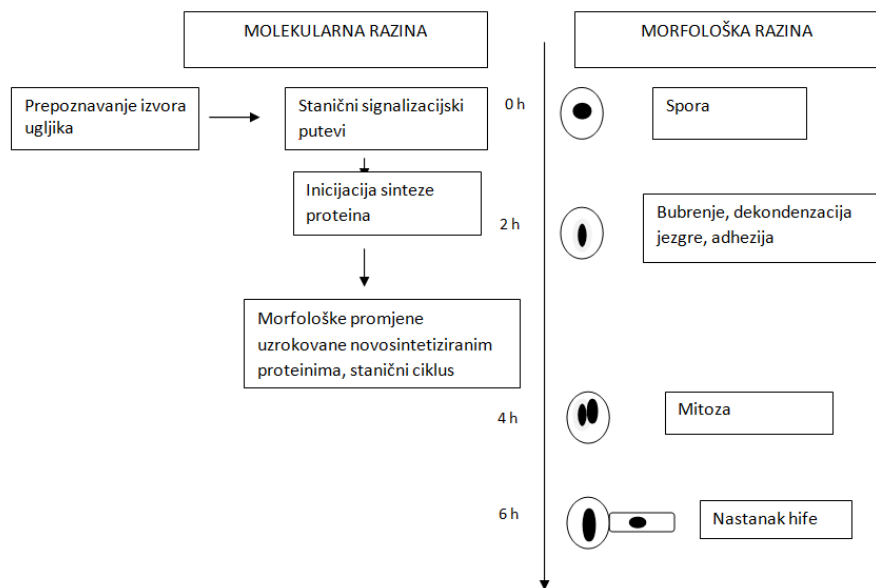 MOLEKULARNA RAZINA
MORFOLOŠKA RAZINA
Prepoznavanje izvora
ugljika
Stanični signalizacijski
putevi
0 h
Spora
Inicijacija sinteze
proteina
2 h
Bubrenje, dekondenzacija
jezgre, adhezija
Morfološke promjene
uzrokovane novosintetiziranim
proteinima, stanični ciklus
4 h
Mitoza
6 h
Nastanak hife